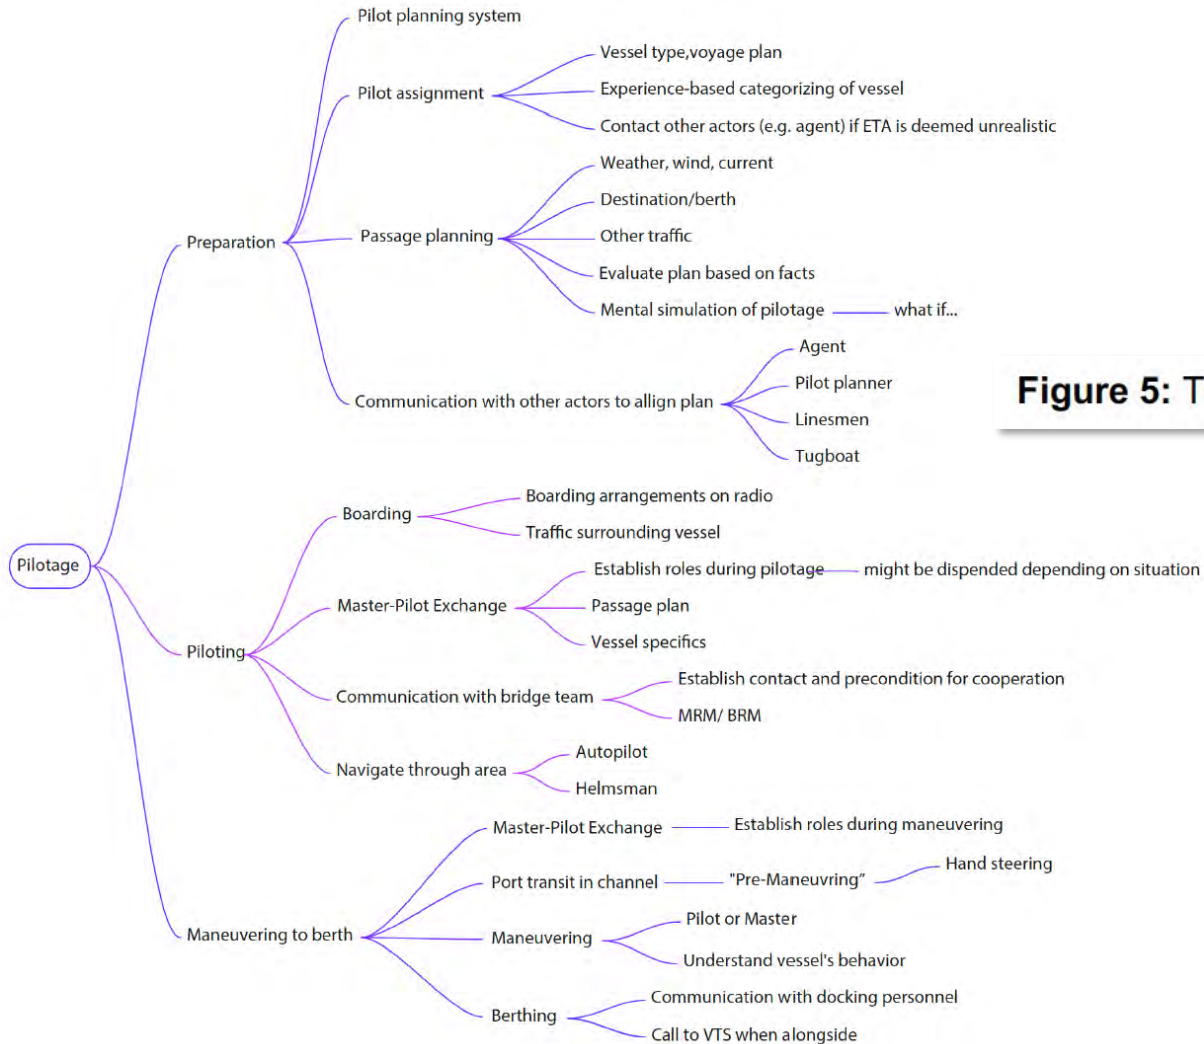 Pilotage
Preparation
Pilot planning system
Pilot assignment
Vessel type,voyage plan
Experience-based categorizing of vessel
Contact other actors (e.g. agent) if ETA is deemed unrealistic
Passage planning
Weather, wind, current
Destination/berth
Other traffic
Evaluate plan based on facts
Mental simulation of pilotage
what if...
Communication with other actors to allign plan
Agent
Pilot planner
Linesmen
Tugboat
Figure 5: T
Piloting
Boarding
Boarding arrangements on radio
Traffic surrounding vessel
Master-Pilot Exchange
Establish roles during pilotage
might be dispended depending on situation
Passage plan
Vessel specifics
Communication with bridge team
Establish contact and precondition for cooperation
MRM/ BRM
Navigate through area
Autopilot
Helmsman
Maneuvering to berth
Master-Pilot Exchange
Establish roles during maneuvering
Port transit in channel
"Pre-Maneuvring”
Hand steering
Maneuvering
Pilot or Master
Understand vessel's behavior
Berthing
Communication with docking personnel
Call to VTS when alongside